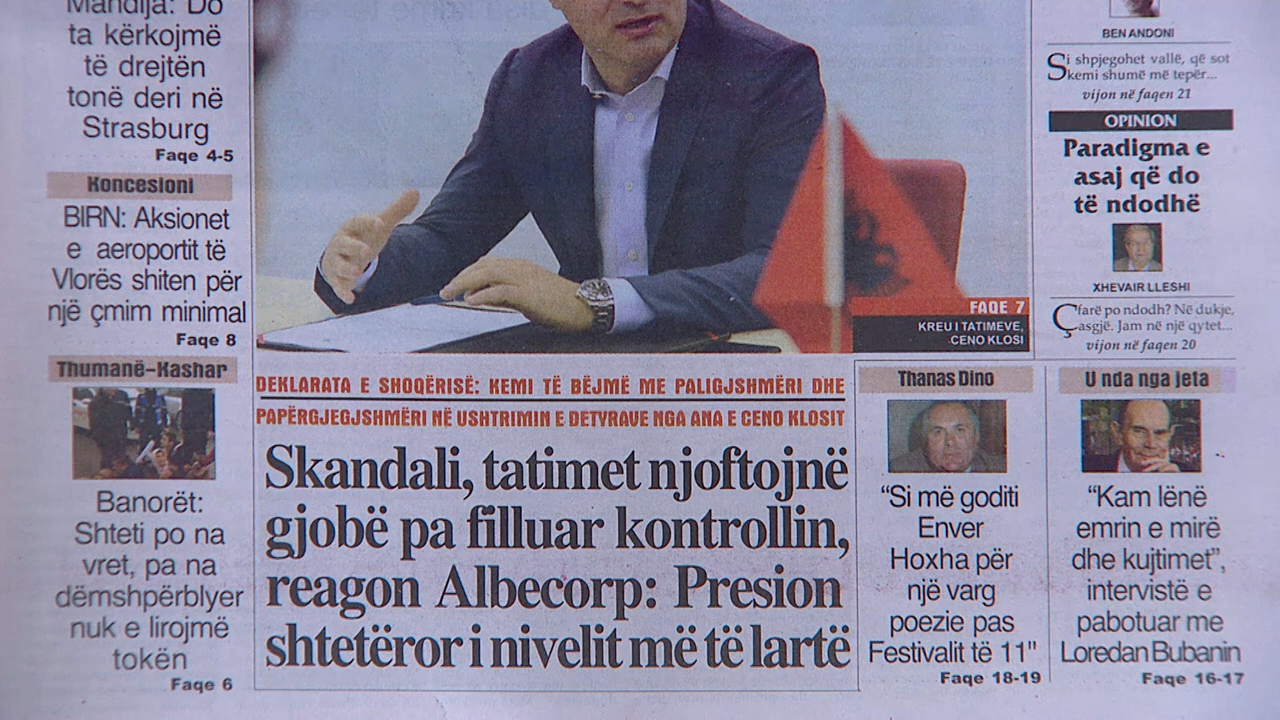 Mandija: Do
ta kërkojmë
të drejtën
tonë deri në
Strasburg
Faqe 4-5
Koncesioni
BIRN: Aksionet
e aeroportit të
Vlorës shiten për
një çmim minimal
Faqe 8
Thumanë-Kashar
Banorët:
Shteti po na
vret, pa na
dëmshpërblyer
nuk e lirojmë
tokën
Faqe 6
FAQE 7
KREU I TATIMEVE,
CENO KLOSI
DEKLARATA E SHOQËRISË: KEMI TË BËJMË ME PALIGJSHMËRI DHE
PAPËRGJEGJSHMËRI NË USHTRIMIN E DETYRAVE NGA ANA E CENO KLOSIT
Skandali, tatimet njoftojnë
gjobë pa filluar kontrollin,
reagon Albecorp: Presion
shtetëror i nivelit më të lartë
BEN ANDONI
Si shpjegohet vallë, që sot
kemi shumë më tepër...
vijon në faqen 21
OPINION
Paradigma e
asaj që do
të ndodhë
XHEVAIR LLESHI
Çfarë po ndodh? Në dukje,
asgjë. Jam në një qytet...
vijon në faqen 20
Thanas Dino
“Si më goditi
Enver
Hoxha për
një varg
poezie pas
Festivalit të 11"
Faqe 18-19
U nda nga jeta
“Kam lënë
emrin e mirë
dhe kujtimet”,
intervistë e
pabotuar me
Loredan Bubanin
Faqe 16-17